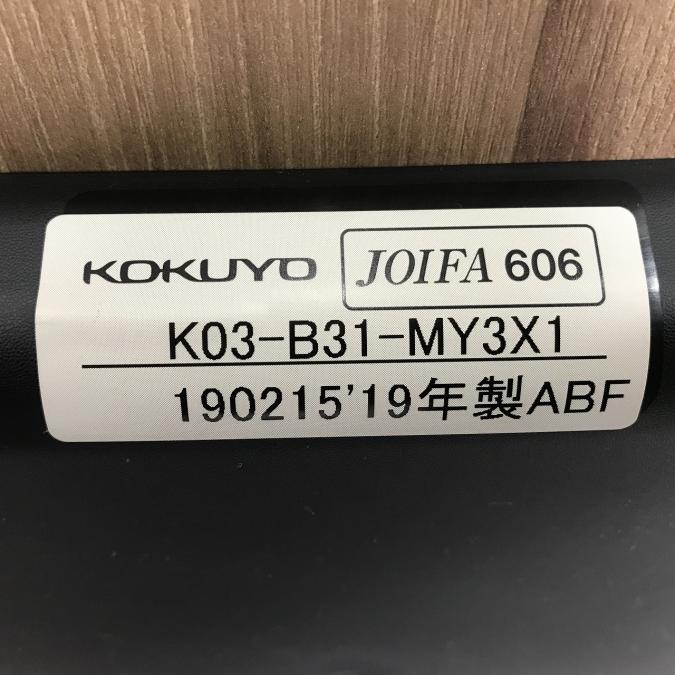 KOKUYO JOIFA 606
K03-B31-MY3X1
190215'19年製ABF